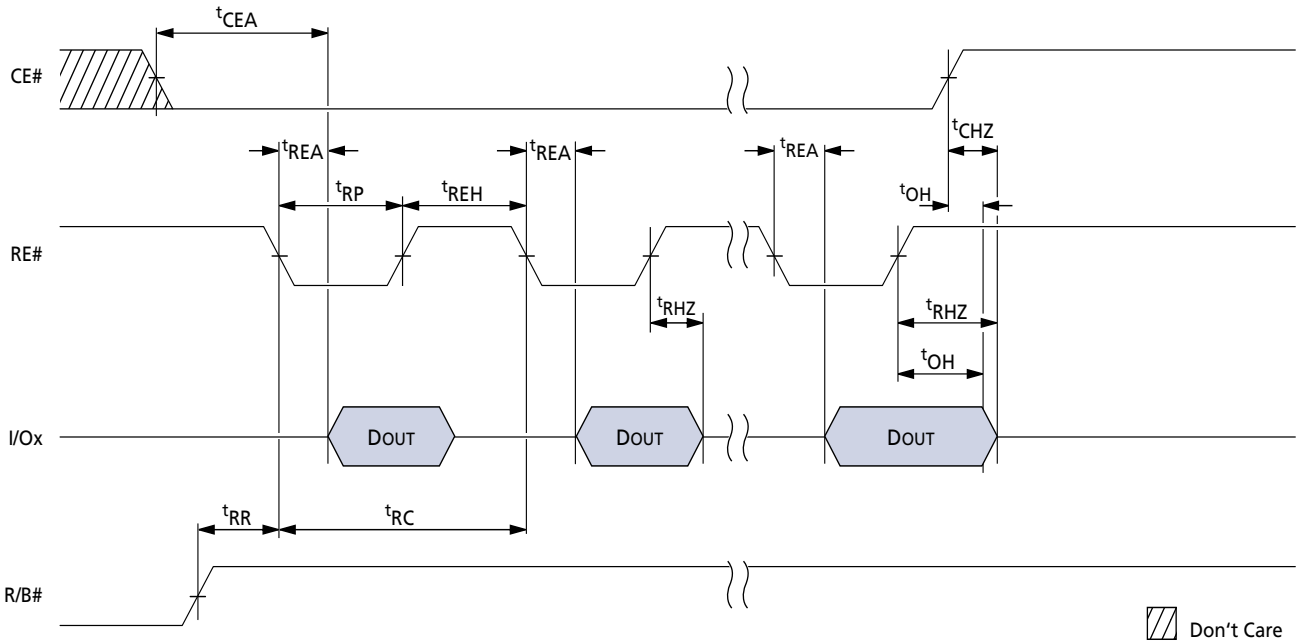 tCEA
CE#
tCHZ
tREA tREA tREA
tRP tREH tOH
RE#
tRHZ tRHZ
tOH
I/Ox DOUT DOUT DOUT
tRR tRC
R/B#
Don't Care